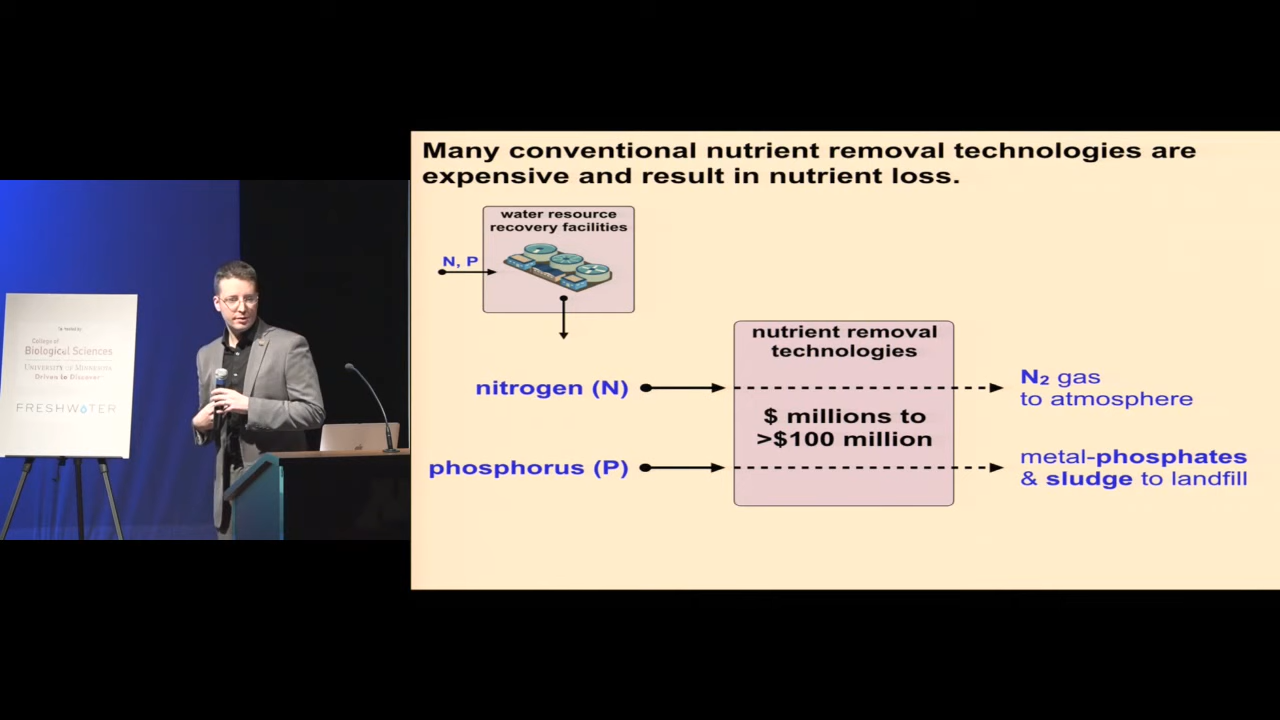 Many conventional nutrient removal technologies are
expensive and result in nutrient loss.
water resource
recovery facilities
N, P
nutrient removal
technologies
nitrogen (N)
N₂ gas
to atmosphere
$ millions to
>$100 million
phosphorus (P)
metal-phosphates
& sludge to landfill
College of
Biological Sciences
UNIVERSITY OF MINNESOTA
Driven to Discover
FRESHWATER